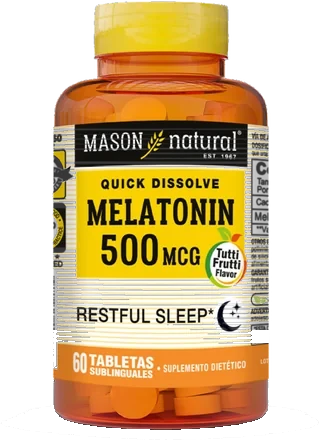 MASON natural®
EST. 1967
QUICK DISSOLVE
MELATONIN
500 MCG
Tutti
Frutti
Flavor
RESTFUL SLEEP*
60 TABLETAS
SUBLINGUALES
• SUPLEMENTO DIETÉTICO